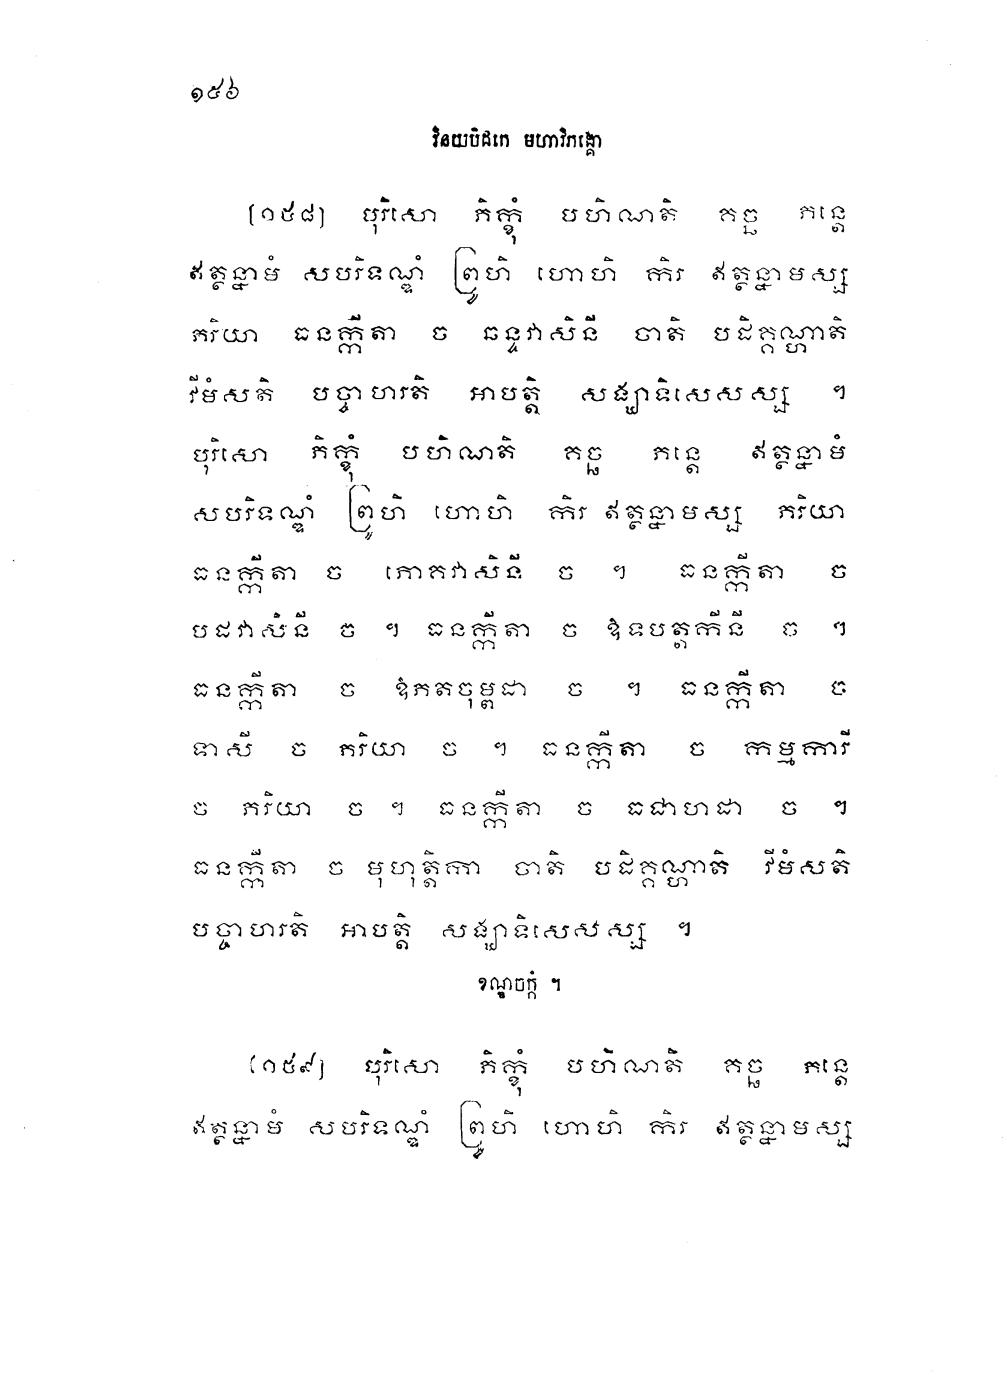 ១៥៦
វិនយបិដកេ មហាវិភង្គោ
[១៥៨] បុរិសោ ភិក្ខុំ បហិណតិ គច្ឆ ភន្តេ
ឥត្ថន្នាមំ សបរិទណ្ឌំ ព្រូហិ ហោហិ កិរ ឥត្ថន្នាមស្ស
ភរិយា ធនក្កីតា ច ឆន្ទវាសិនី ចាតិ បដិគ្គណ្ហាតិ
វីមំសតិ បច្ចាហរតិ អាបត្តិ សង្ឃាទិសេសស្ស ។
បុរិសោ ភិក្ខុំ បហិណតិ គច្ឆ ភន្តេ ឥត្ថន្នាមំ
សបរិទណ្ឌំ ព្រូហិ ហោហិ កិរ ឥត្ថន្នាមស្ស ភរិយា
ធនក្កីតា ច ភោគវាសិនី ច ។ ធនក្កីតា ច
បដវាសិនី ច ។ ធនក្កីតា ច ឱទបត្តកិនី ច ។
ធនក្កីតា ច ឱភតចុម្ពដា ច ។ ធនក្កីតា ច
ទាសី ច ភរិយា ច ។ ធនក្កីតា ច កម្មការី
ច ភរិយា ច ។ ធនក្កីតា ច ធជាហដា ច ។
ធនក្កីតា ច មុហុត្តិកា ចាតិ បដិគ្គណ្ហាតិ វីមំសតិ
បច្ចាហរតិ អាបត្តិ សង្ឃាទិសេសស្ស ។
ខណ្ឌចក្កំ ។
[១៥៩] បុរិសោ ភិក្ខុំ បហិណតិ គច្ឆ ភន្តេ
ឥត្ថន្នាមំ សបរិទណ្ឌំ ព្រូហិ ហោហិ កិរ ឥត្ថន្នាមស្ស